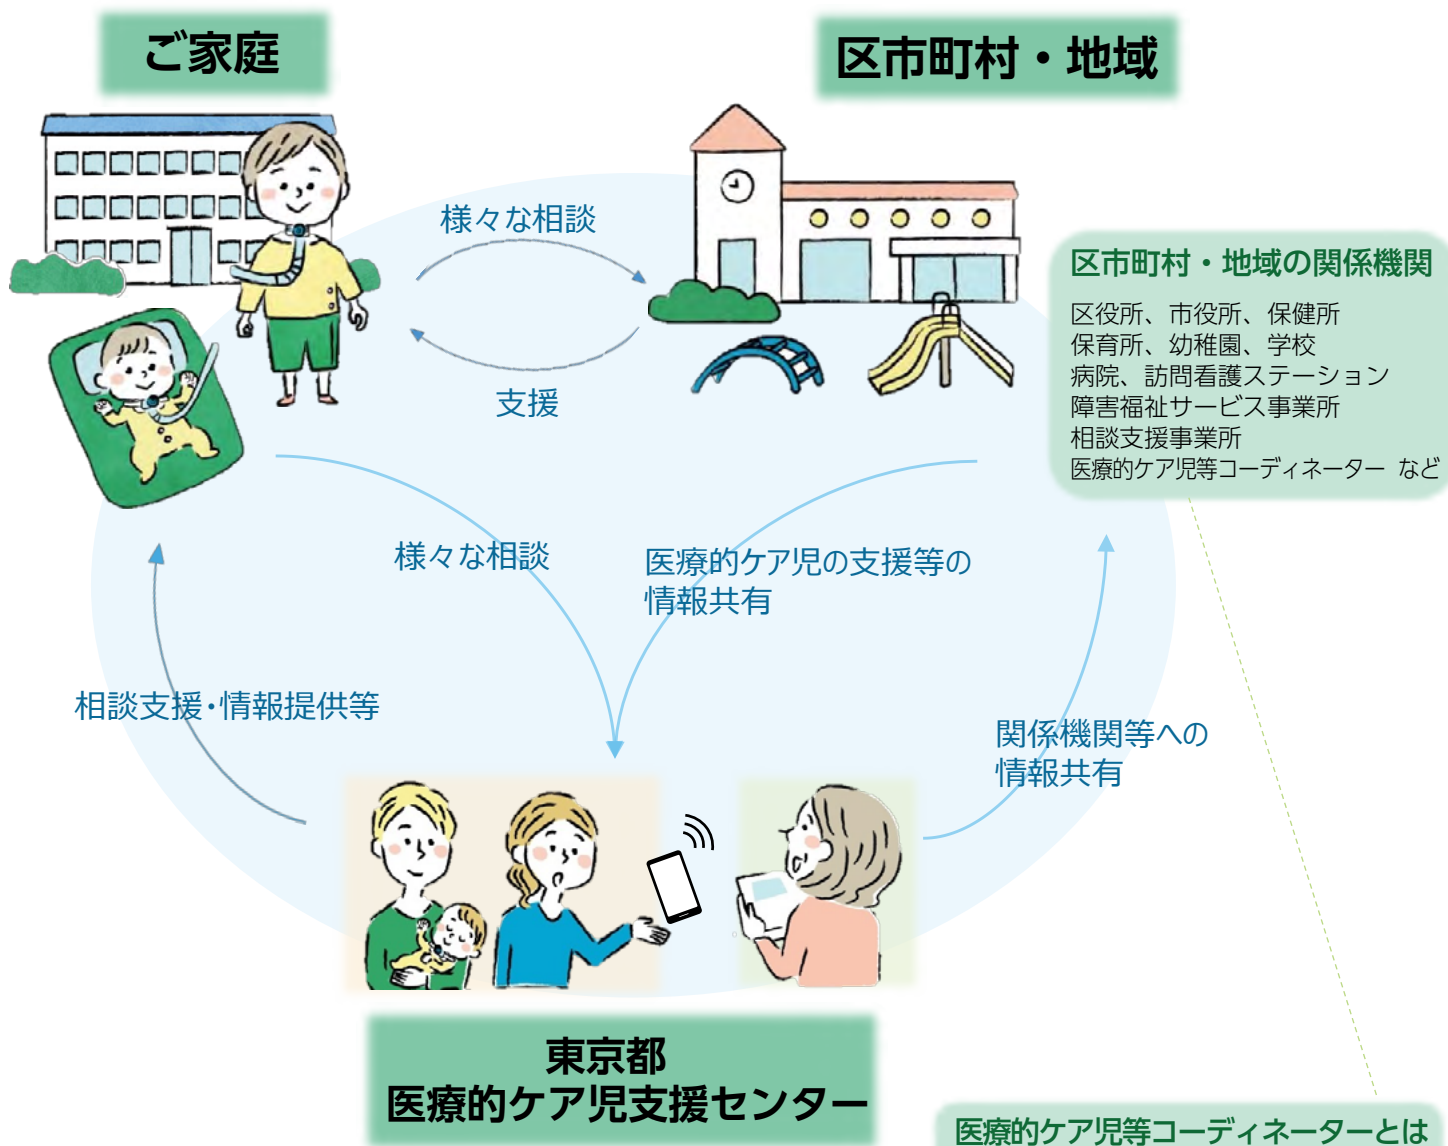 ご家庭
区市町村・地域
様々な相談
支援
区市町村・地域の関係機関
区役所、市役所、保健所
保育所、幼稚園、学校
病院、訪問看護ステーション
障害福祉サービス事業所
相談支援事業所
医療的ケア児等コーディネーター など
様々な相談
医療的ケア児の支援等の
情報共有
相談支援・情報提供等
関係機関等への
情報共有
東京都
医療的ケア児支援センター
医療的ケア児等コーディネーターとは